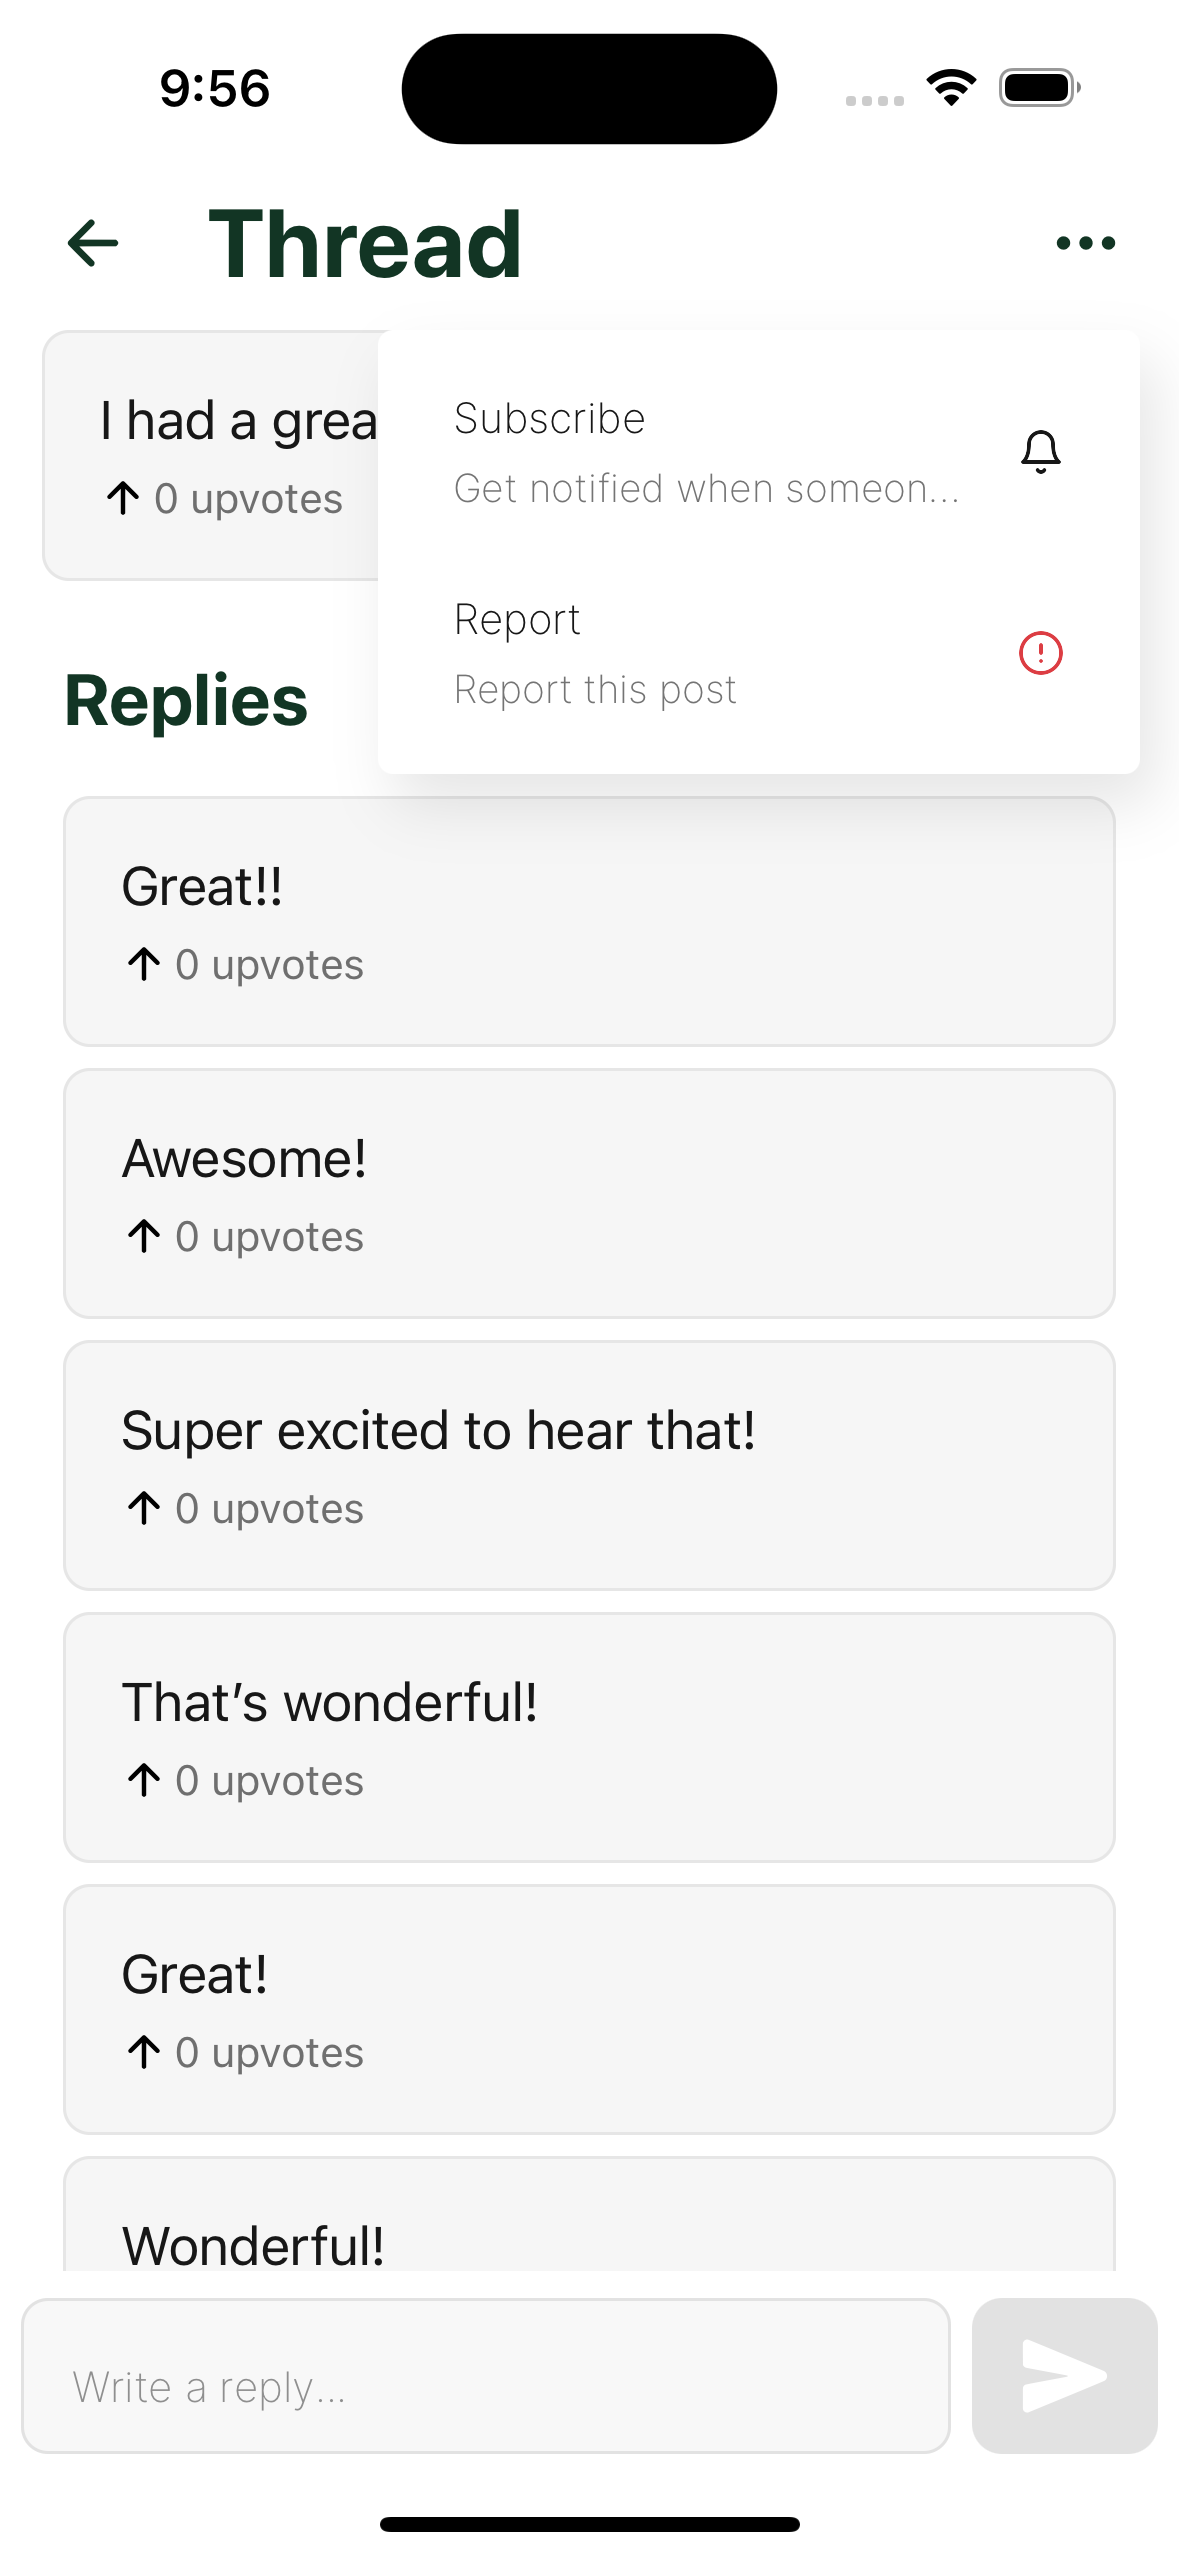 9:56
Thread
I had a grea
0 upvotes
Subscribe
Get notified when someon...
Report
Report this post
Replies
Great!!
0 upvotes
Awesome!
0 upvotes
Super excited to hear that!
0 upvotes
That’s wonderful!
0 upvotes
Great!
0 upvotes
Wonderful!
Write a reply...